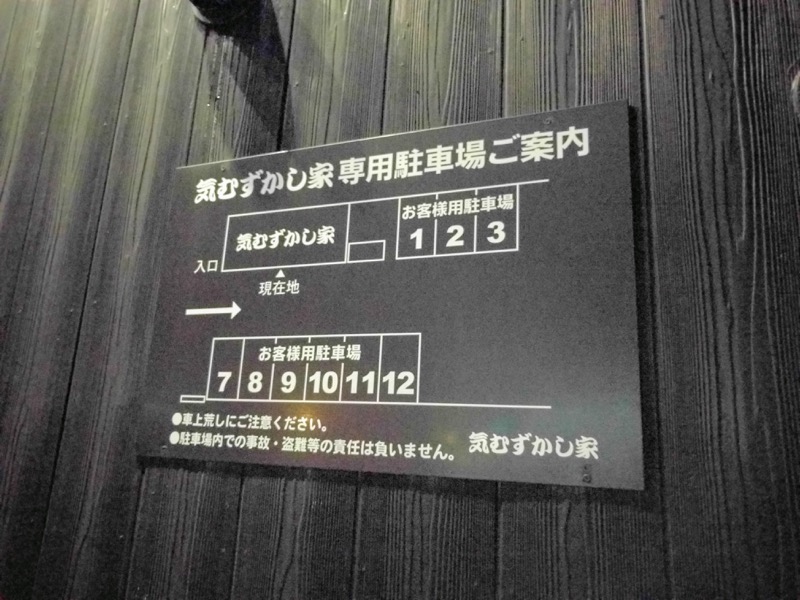 気むずかし家専用駐車場ご案内
お客様用駐車場
気むずかし家
1 2 3
入口
現在地
お客様用駐車場
7 8 9 10 11 12
●車上荒しにご注意ください。
●駐車場内での事故・盗難等の責任は負いません。
気むずかし家